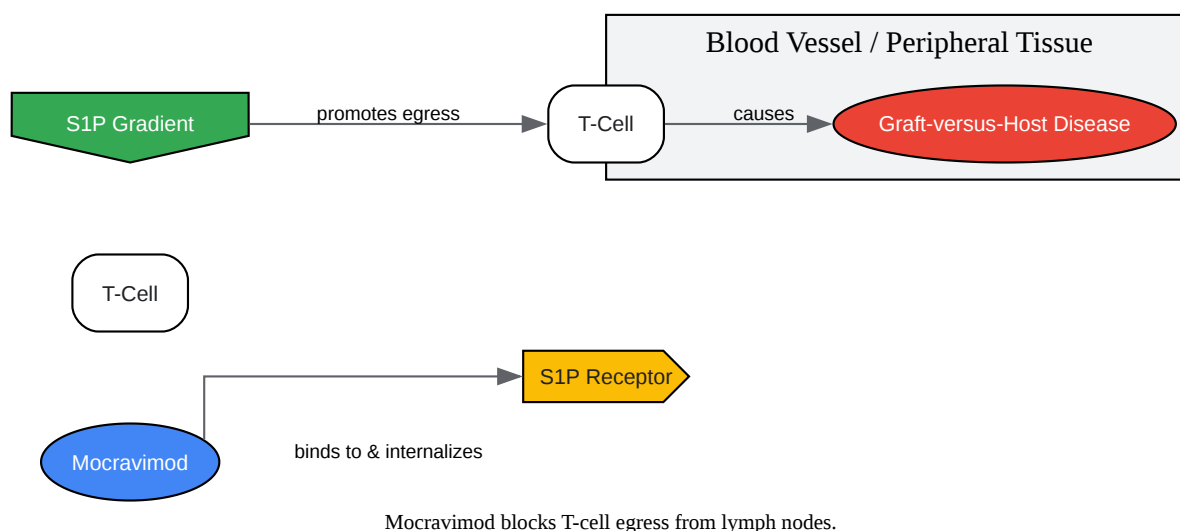 Blood Vessel / Peripheral Tissue
S1P Gradient
promotes egress
T-Cell
causes
Graft-versus-Host Disease
T-Cell
S1P Receptor
Mocravimod
binds to & internalizes
Mocravimod blocks T-cell egress from lymph nodes.